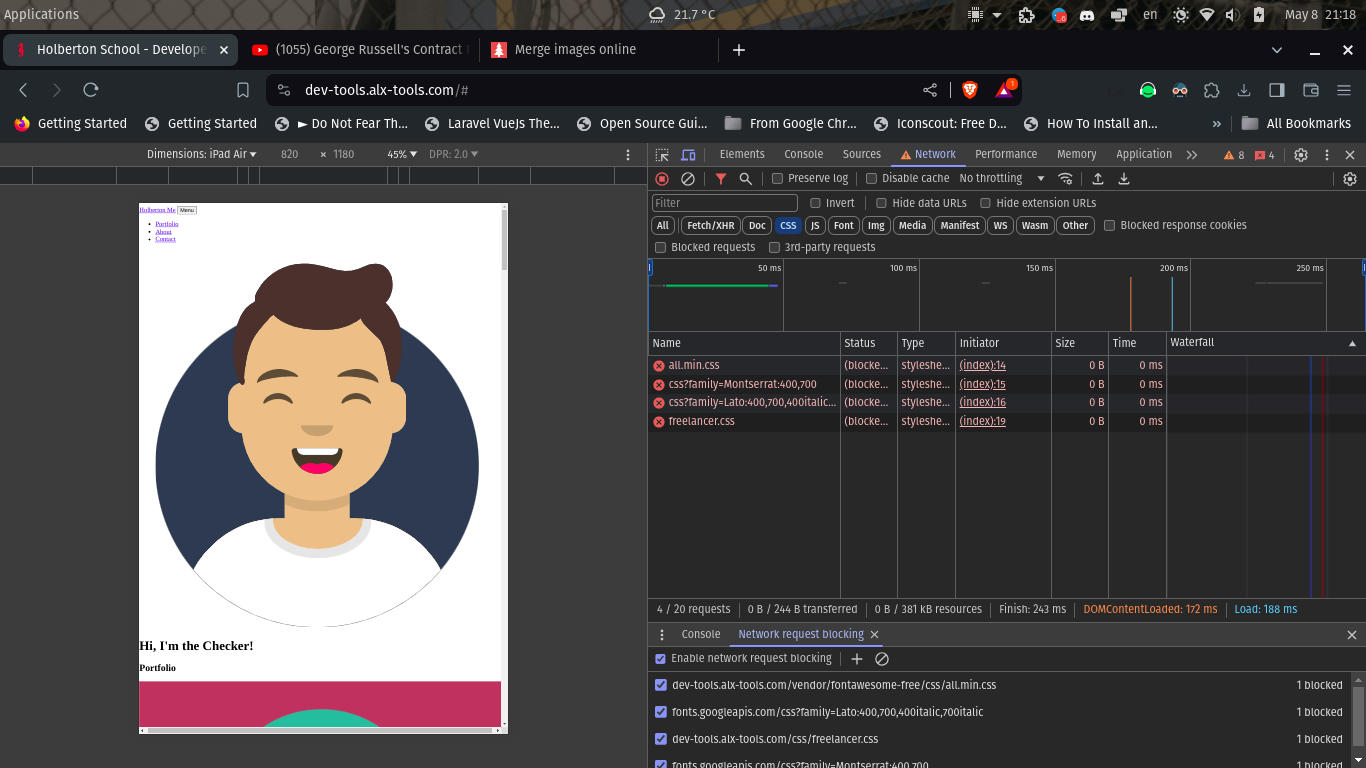 Applications
21.7 °C
en
May 8 21:18
Holberton School - Develope
(1055) George Russell's Contract
Merge images online
dev-tools.alx-tools.com/#
1
Getting Started
Getting Started
► Do Not Fear Th...
Laravel VueJs The...
Open Source Gui...
From Google Chr...
Iconscout: Free D...
How To Install an...
»
All Bookmarks
Dimensions: iPad Air
820 × 1180
45%
DPR: 2.0
Elements
Console
Sources
Network
Performance
Memory
Application
8
4
Preserve log
Disable cache
No throttling
Filter
Invert
Hide data URLs
Hide extension URLs
All
Fetch/XHR
Doc
CSS
JS
Font
Img
Media
Manifest
WS
Wasm
Other
Blocked response cookies
Blocked requests
3rd-party requests
50 ms
100 ms
150 ms
200 ms
250 ms
Name Status Type Initiator Size Time Waterfall
all.min.css (blocke... styleshe... (index):14 0 B 0 ms
css?family=Montserrat:400,700 (blocke... styleshe... (index):15 0 B 0 ms
css?family=Lato:400,700,400italic... (blocke... styleshe... (index):16 0 B 0 ms
freelancer.css (blocke... styleshe... (index):19 0 B 0 ms
4 / 20 requests
0 B / 244 B transferred
0 B / 381 kB resources
Finish: 243 ms
DOMContentLoaded: 172 ms
Load: 188 ms
Console
Network request blocking
Enable network request blocking
dev-tools.alx-tools.com/vendor/fontawesome-free/css/all.min.css 1 blocked
fonts.googleapis.com/css?family=Lato:400,700,400italic,700italic 1 blocked
dev-tools.alx-tools.com/css/freelancer.css 1 blocked
fonts.googleapis.com/css?family=Montserrat:400,700 1 blocked
Holberton Me
Menu
Portfolio
About
Contact
Hi, I'm the Checker!
Portfolio